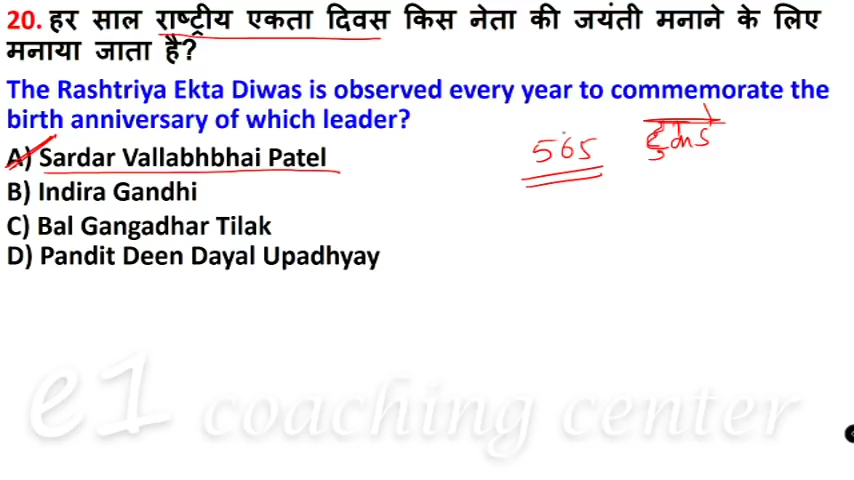 20. हर साल राष्ट्रीय एकता दिवस किस नेता की जयंती मनाने के लिए
मनाया जाता है?
The Rashtriya Ekta Diwas is observed every year to commemorate the
birth anniversary of which leader?
A) Sardar Vallabhbhai Patel
565
B) Indira Gandhi
C) Bal Gangadhar Tilak
D) Pandit Deen Dayal Upadhyay
e1 coaching center